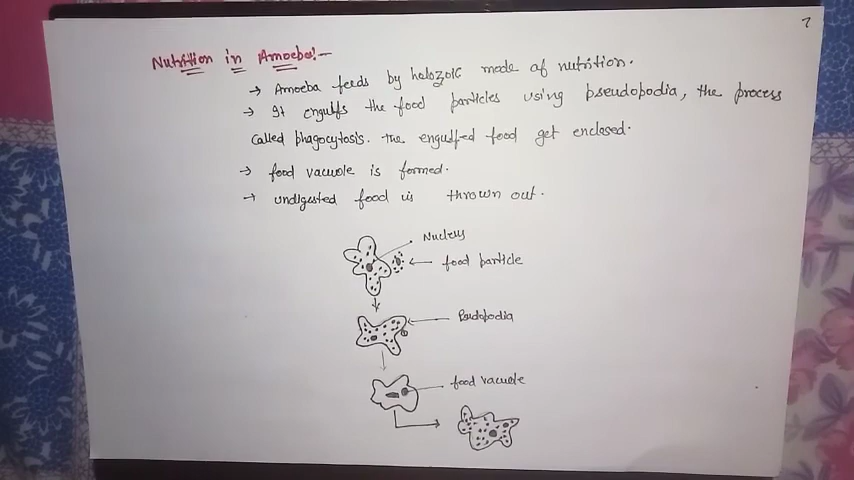 7
Nutrition in Amoeba:-
→ Amoeba feeds by holozoic mode of nutrition.
→ It engulfs the food particles using pseudopodia, the process
called phagocytosis. The engulfed food get enclosed.
→ food vacuole is formed.
→ undigested food is thrown out.
Nucleus
food particle
Psudopodia
food vacuole